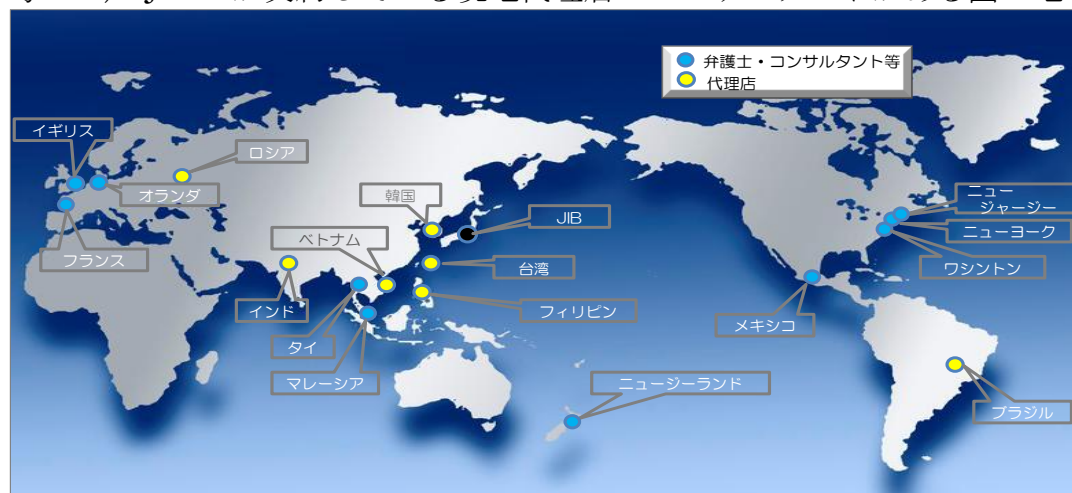 弁護士・コンサルタント等
代理店
イギリス
ロシア
オランダ
韓国
JIB
ニュー
ジャージー
ニューヨーク
ベトナム
フランス
台湾
ワシントン
インド
フィリピン
メキシコ
タイ
マレーシア
ニュージーランド
ブラジル